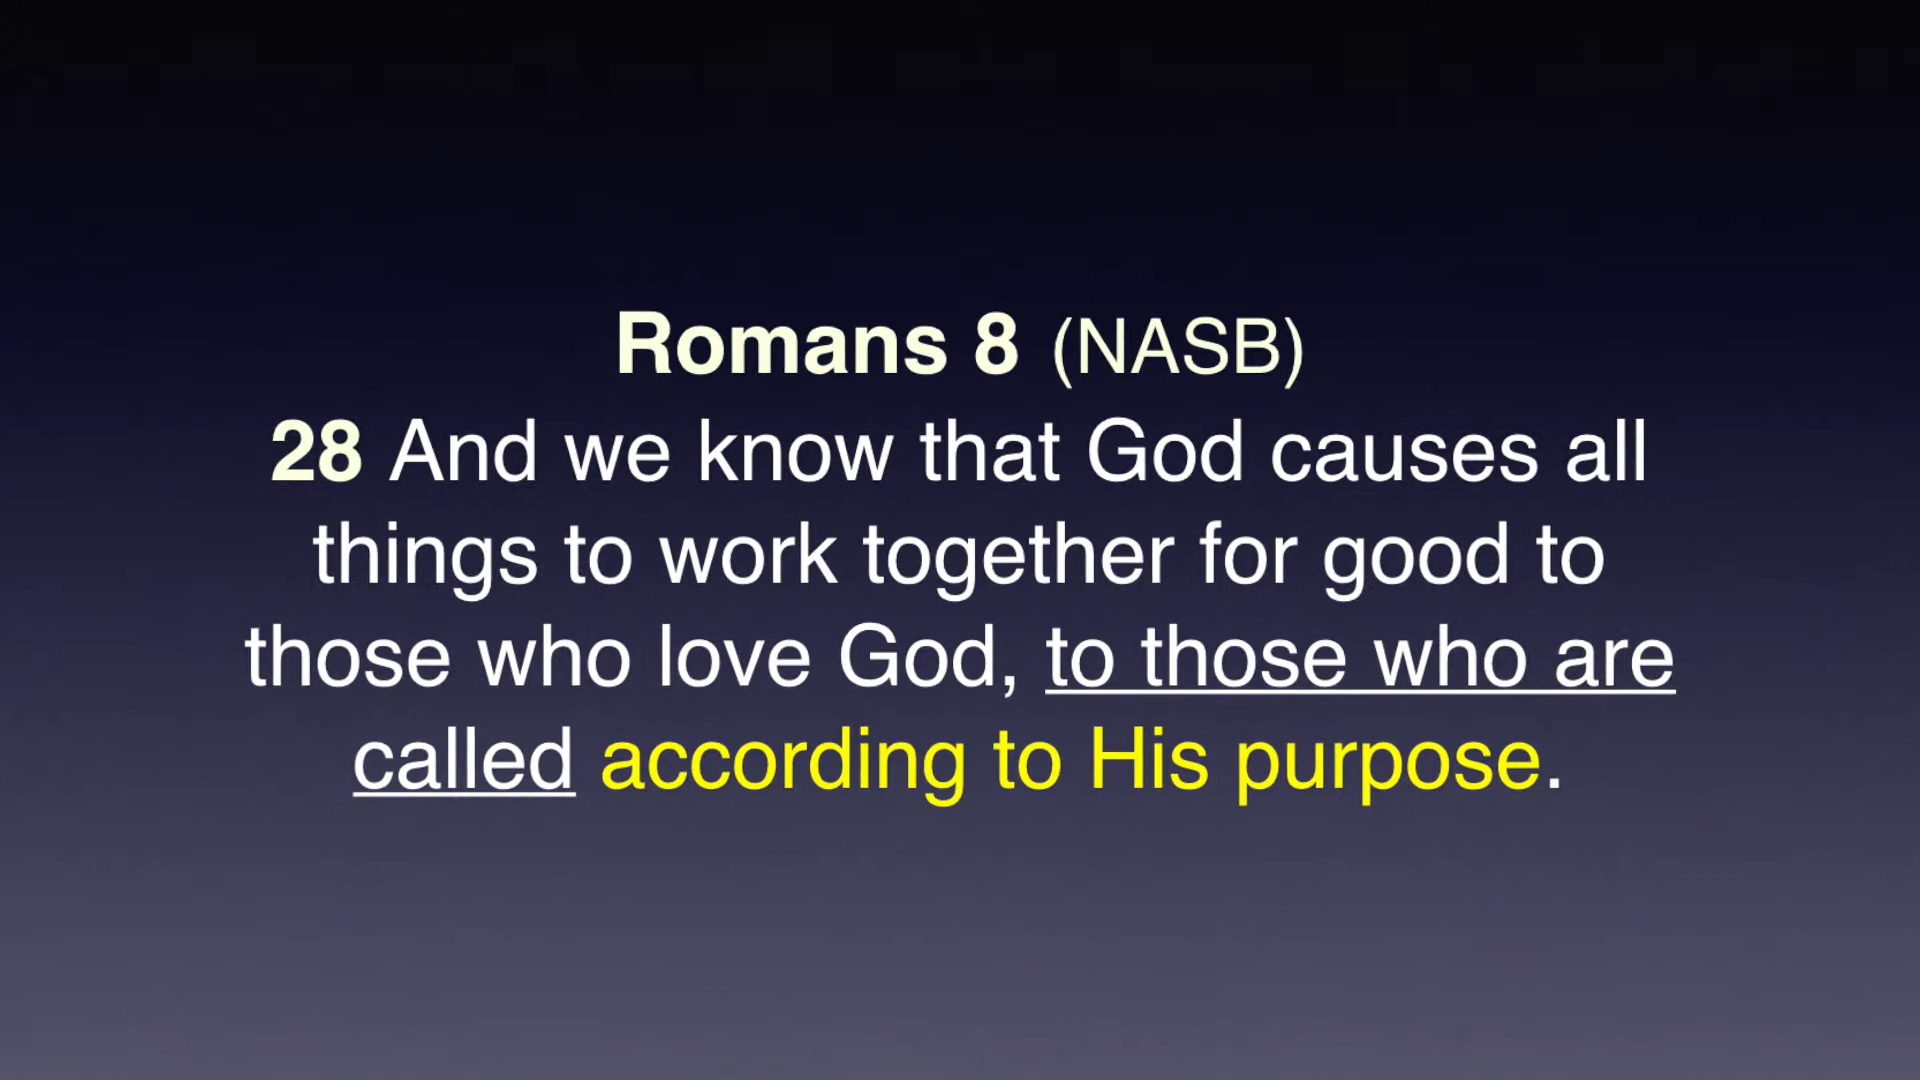 Romans 8 (NASB)
28 And we know that God causes all
things to work together for good to
those who love God, to those who are
called according to His purpose.